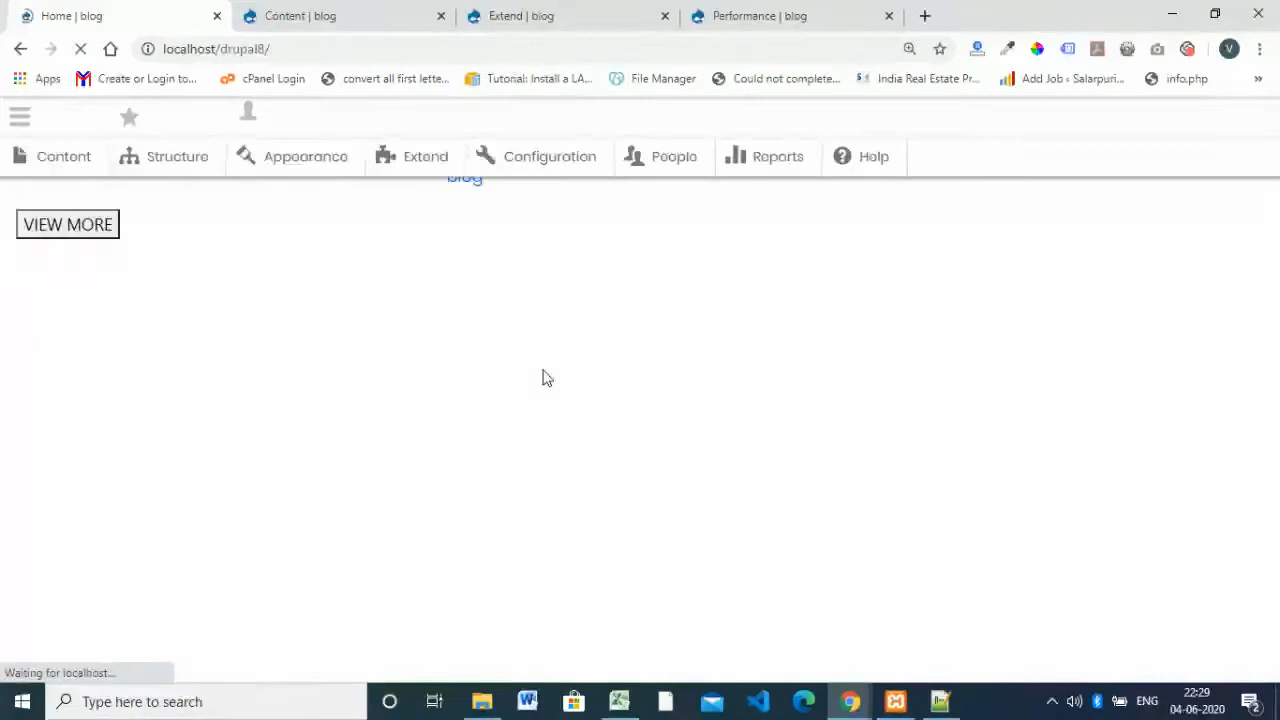 Home | blog
Content | blog
Extend | blog
Performance | blog
localhost/drupal8/
V
Apps
Create or Login to...
cPanel Login
convert all first lette...
Tutorial: Install a LA...
File Manager
Could not complete...
India Real Estate Pr...
Add Job ‹ Salarpuri...
info.php
»
Content
Structure
Appearance
Extend
Configuration
People
Reports
Help
blog
VIEW MORE
Waiting for localhost...
Type here to search
ENG
22:29
04-06-2020
2